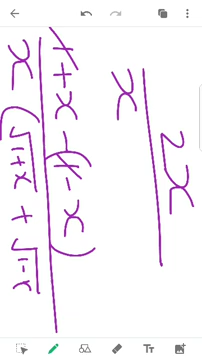 2x
x
1+x-(1-x)
x(√1+x + √1-x)